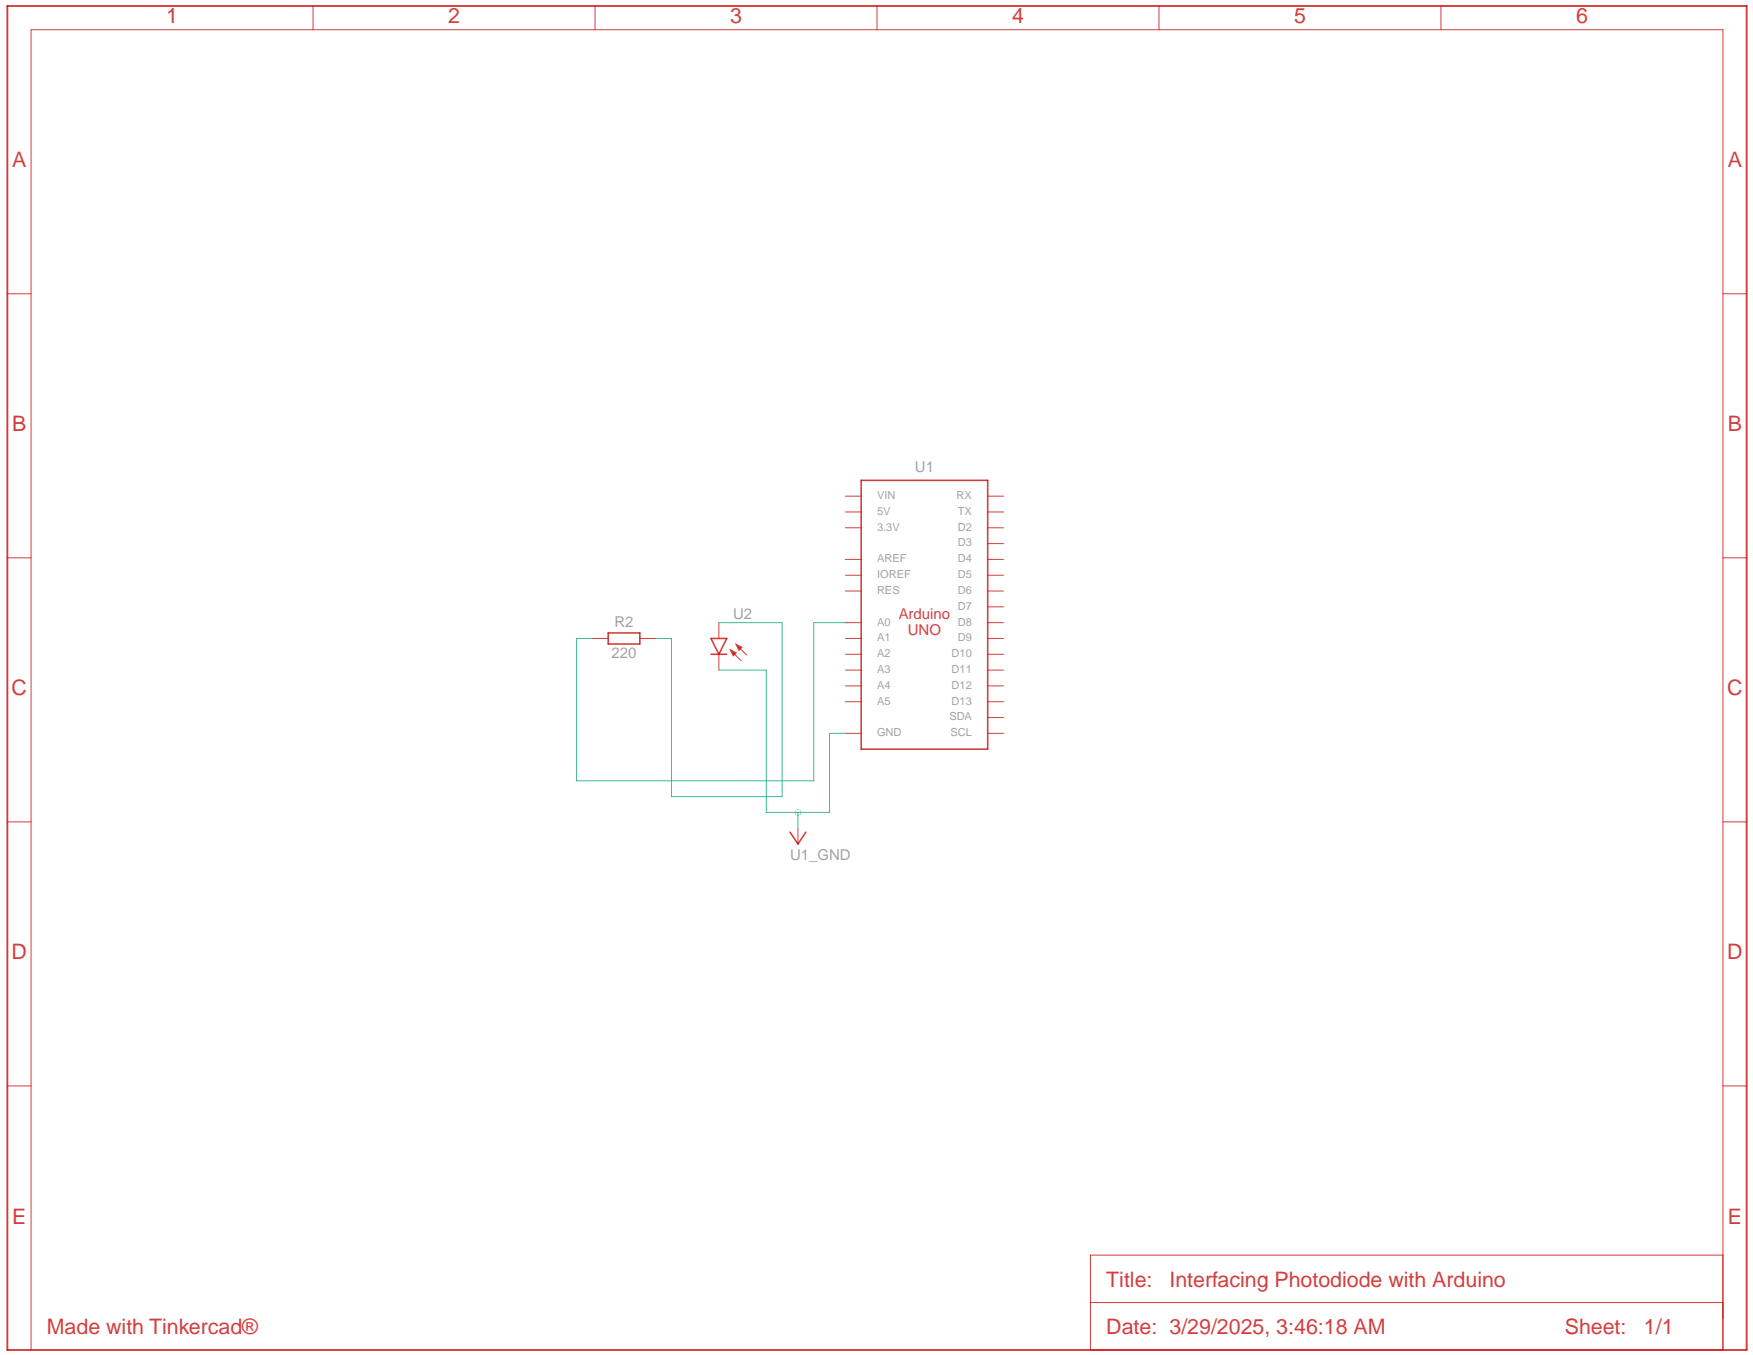 1 2 3 4 5 6
A A
B B
U1
VIN RX
5V TX
3.3V D2
D3
AREF D4
IOREF D5
RES D6
D7
Arduino
UNO
A0 D8
A1 D9
A2 D10
A3 D11
A4 D12
A5 D13
SDA
GND SCL
R2
220
U2
C C
U1_GND
D D
E E
Title: Interfacing Photodiode with Arduino
Made with Tinkercad®
Date: 3/29/2025, 3:46:18 AM Sheet: 1/1